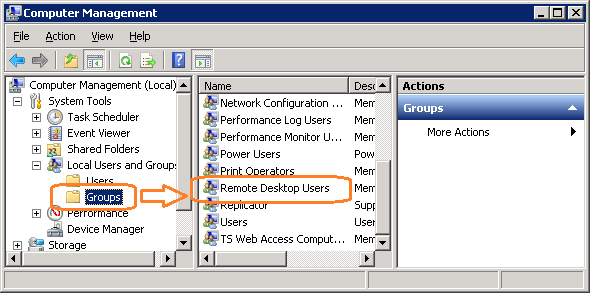 Computer Management
File Action View Help
Computer Management (Local)
System Tools
Task Scheduler
Event Viewer
Shared Folders
Local Users and Groups
Users
Groups
Performance
Device Manager
Storage
Name Desc
Network Configuration ... Mem
Performance Log Users Mem
Performance Monitor U... Mem
Power Users Mem
Print Operators Mem
Remote Desktop Users Mem
Replicator Supp
Users Mem
TS Web Access Comput... Mem
Actions
Groups
More Actions